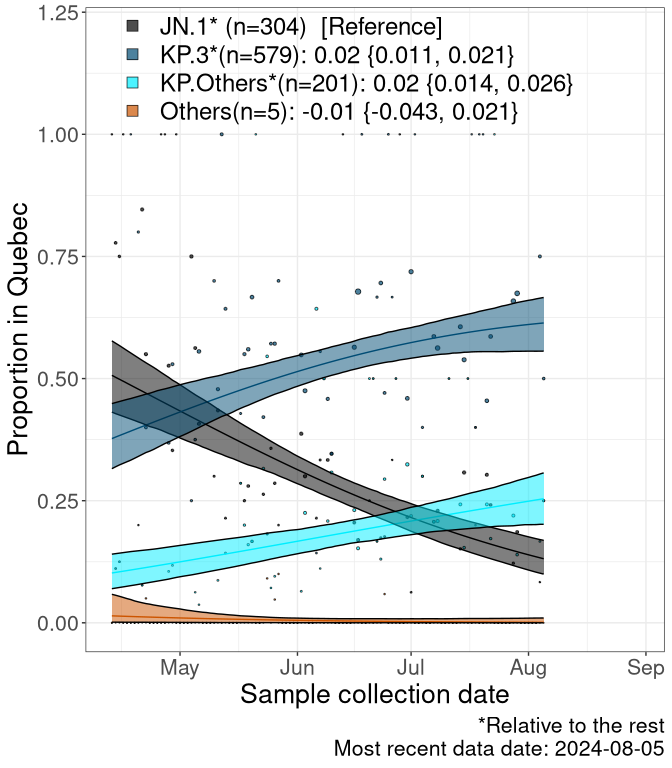 JN.1* (n=304) [Reference]
KP.3*(n=579): 0.02 {0.011, 0.021}
KP.Others*(n=201): 0.02 {0.014, 0.026}
Others(n=5): -0.01 {-0.043, 0.021}
1.25
1.00
0.75
0.50
0.25
0.00
Proportion in Quebec
May Jun Jul Aug Sep
Sample collection date
*Relative to the rest
Most recent data date: 2024-08-05